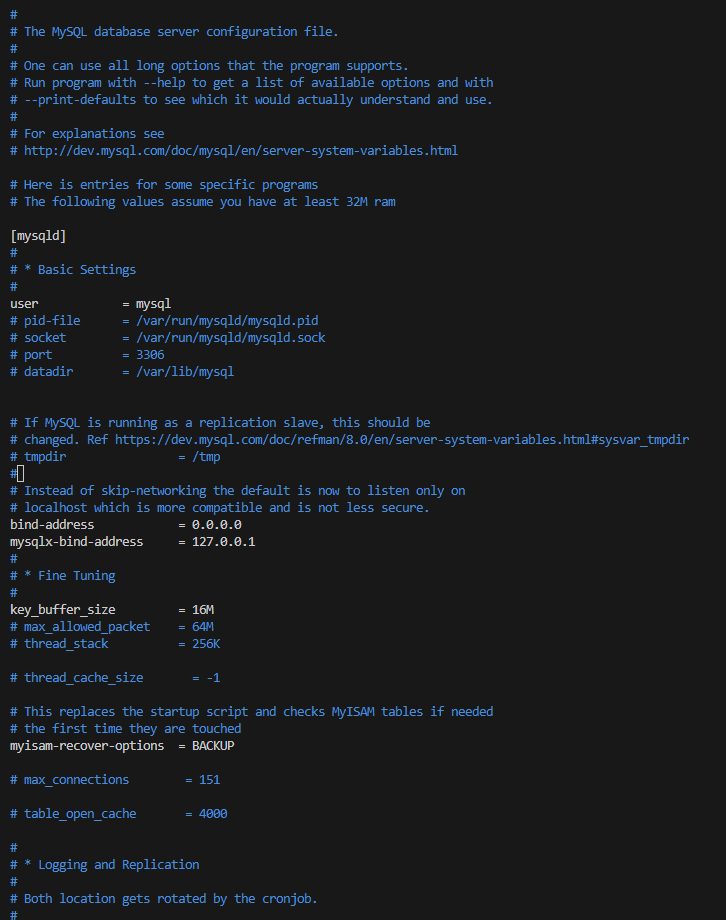 #
# The MySQL database server configuration file.
#
# One can use all long options that the program supports.
# Run program with --help to get a list of available options and with
# --print-defaults to see which it would actually understand and use.
#
# For explanations see
# http://dev.mysql.com/doc/mysql/en/server-system-variables.html

# Here is entries for some specific programs
# The following values assume you have at least 32M ram

[mysqld]
#
# * Basic Settings
#
user            = mysql
# pid-file      = /var/run/mysqld/mysqld.pid
# socket        = /var/run/mysqld/mysqld.sock
# port          = 3306
# datadir       = /var/lib/mysql


# If MySQL is running as a replication slave, this should be
# changed. Ref https://dev.mysql.com/doc/refman/8.0/en/server-system-variables.html#sysvar_tmpdir
# tmpdir                = /tmp
#
# Instead of skip-networking the default is now to listen only on
# localhost which is more compatible and is not less secure.
bind-address            = 0.0.0.0
mysqlx-bind-address     = 127.0.0.1
#
# * Fine Tuning
#
key_buffer_size         = 16M
# max_allowed_packet    = 64M
# thread_stack          = 256K

# thread_cache_size       = -1

# This replaces the startup script and checks MyISAM tables if needed
# the first time they are touched
myisam-recover-options  = BACKUP

# max_connections        = 151

# table_open_cache       = 4000

#
# * Logging and Replication
#
# Both location gets rotated by the cronjob.
#